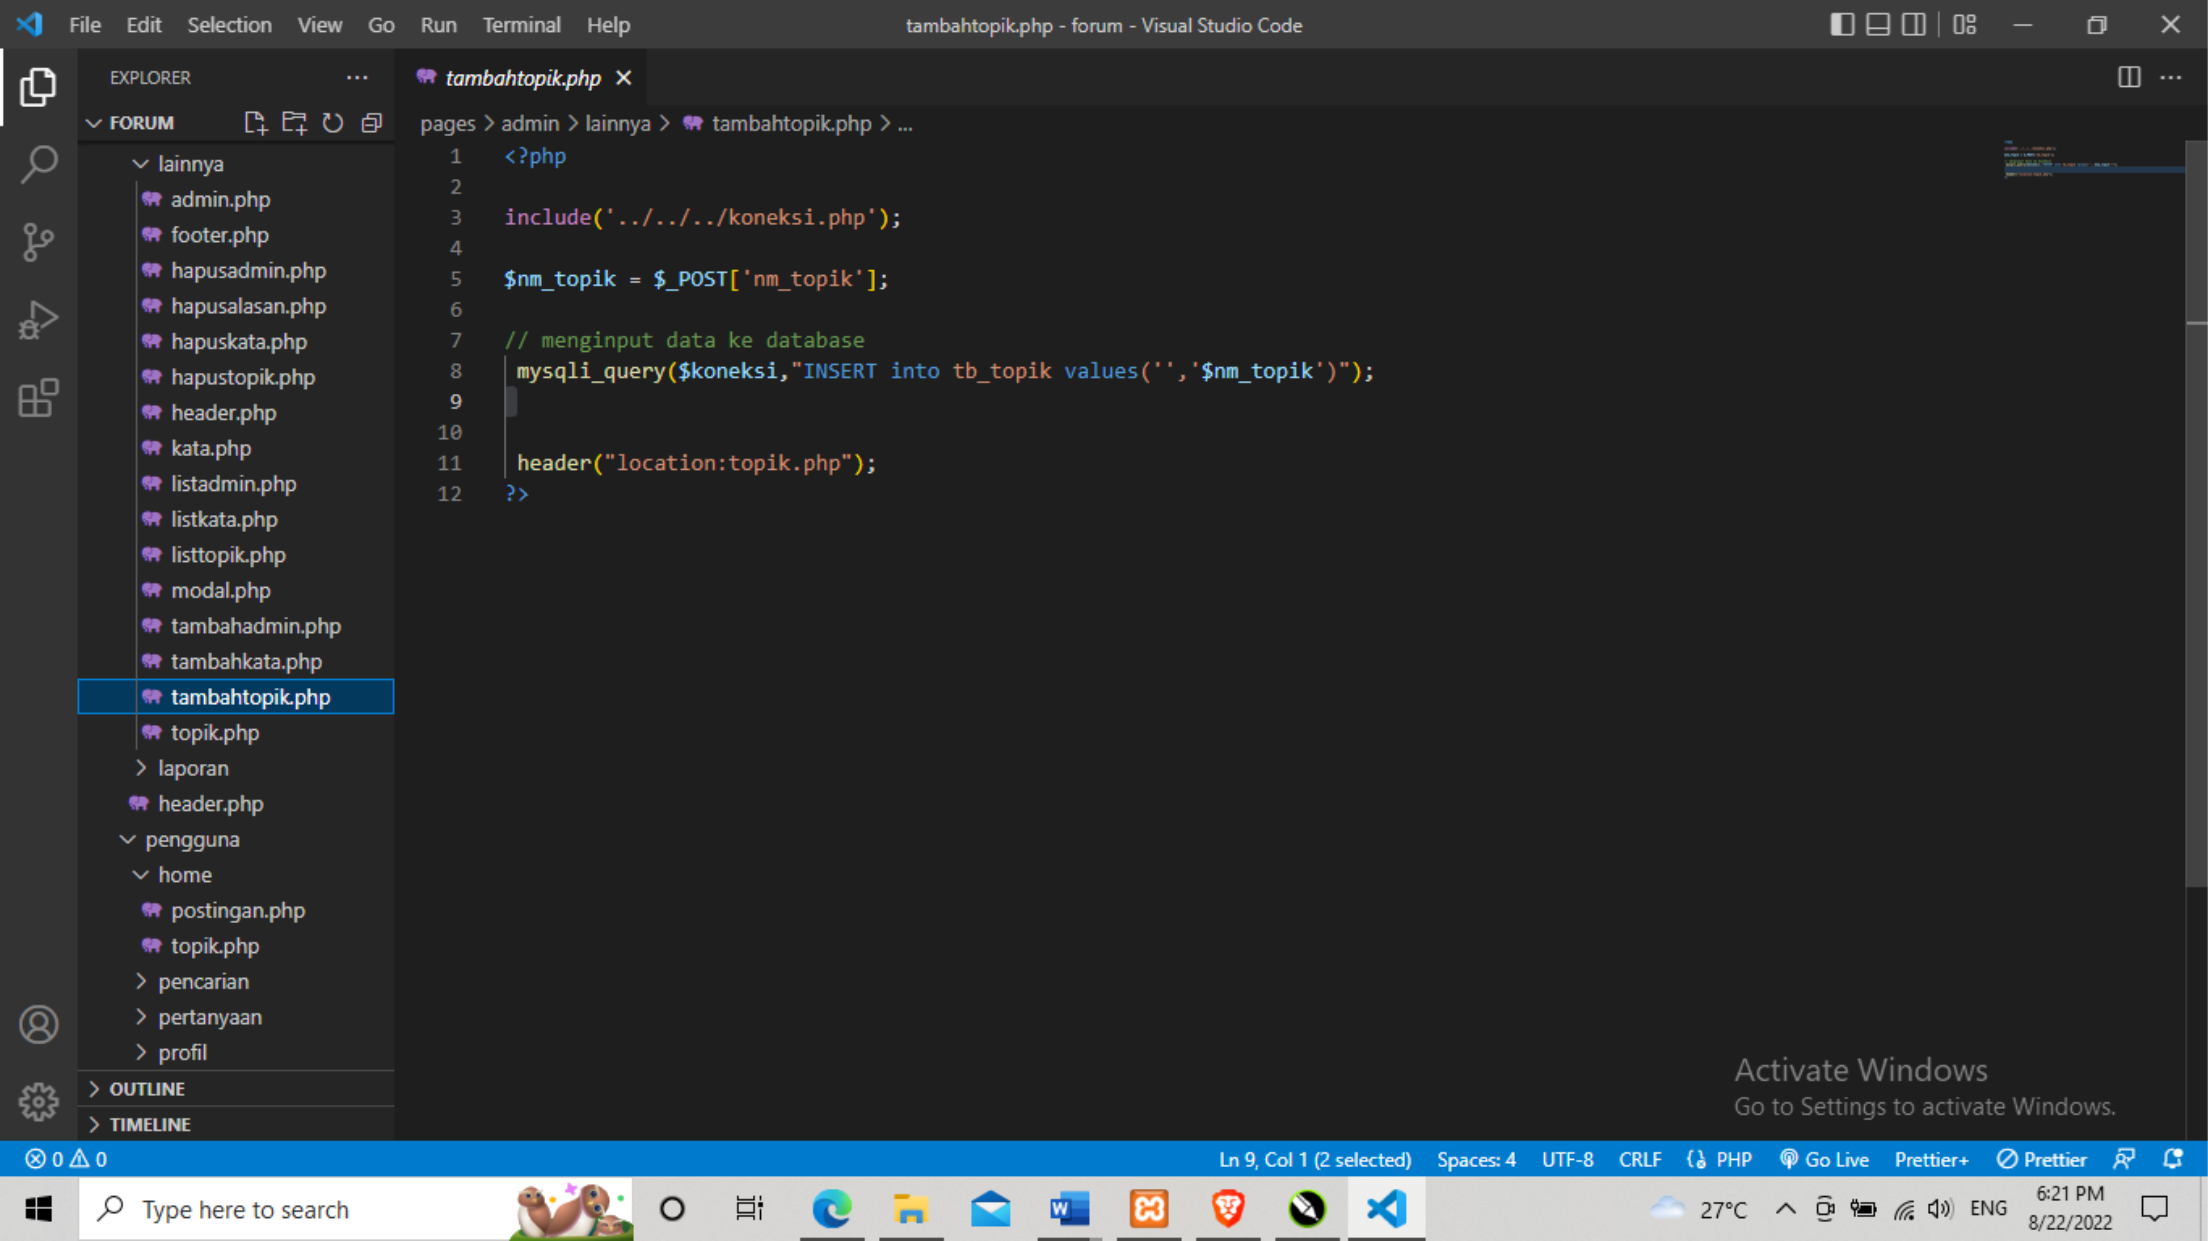 File Edit Selection View Go Run Terminal Help
tambahtopik.php - forum - Visual Studio Code
EXPLORER
tambahtopik.php
FORUM
pages > admin > lainnya > tambahtopik.php > ...
lainnya
admin.php
footer.php
hapusadmin.php
hapusalasan.php
hapuskata.php
hapustopik.php
header.php
kata.php
listadmin.php
listkata.php
listtopik.php
modal.php
tambahadmin.php
tambahkata.php
tambahtopik.php
topik.php
laporan
header.php
pengguna
home
postingan.php
topik.php
pencarian
pertanyaan
profil
OUTLINE
TIMELINE
1 <?php
2
3 include('../../../koneksi.php');
4
5 $nm_topik = $_POST['nm_topik'];
6
7 // menginput data ke database
8 mysqli_query($koneksi,"INSERT into tb_topik values('','$nm_topik')");
9
10
11 header("location:topik.php");
12 ?>
Activate Windows
Go to Settings to activate Windows.
0 0 Ln 9, Col 1 (2 selected) Spaces: 4 UTF-8 CRLF PHP Go Live Prettier+ Prettier
Type here to search
27°C ENG
6:21 PM
8/22/2022